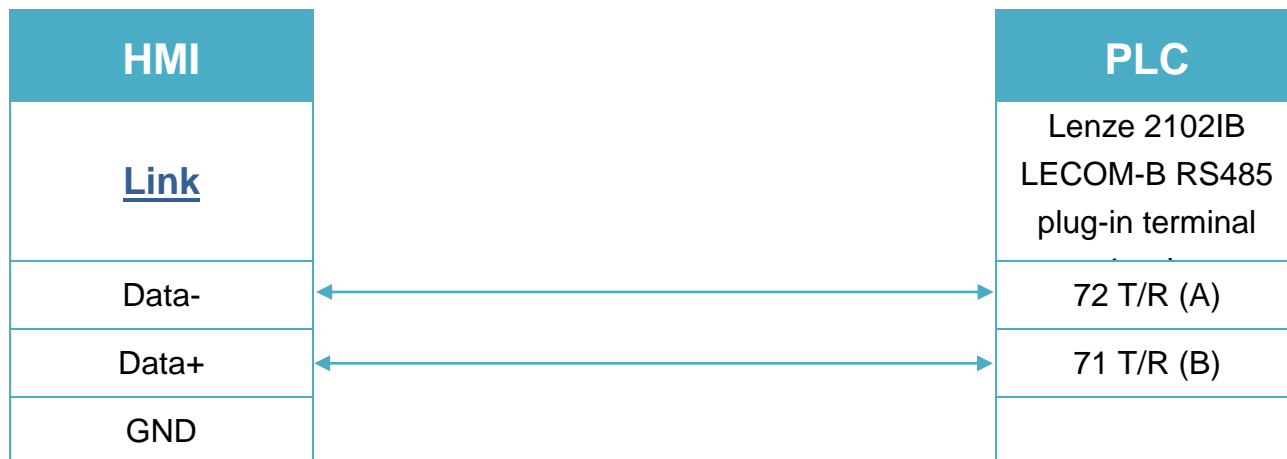 HMI
PLC
Link
Lenze 2102IB
LECOM-B RS485
plug-in terminal
Data-
72 T/R (A)
Data+
71 T/R (B)
GND